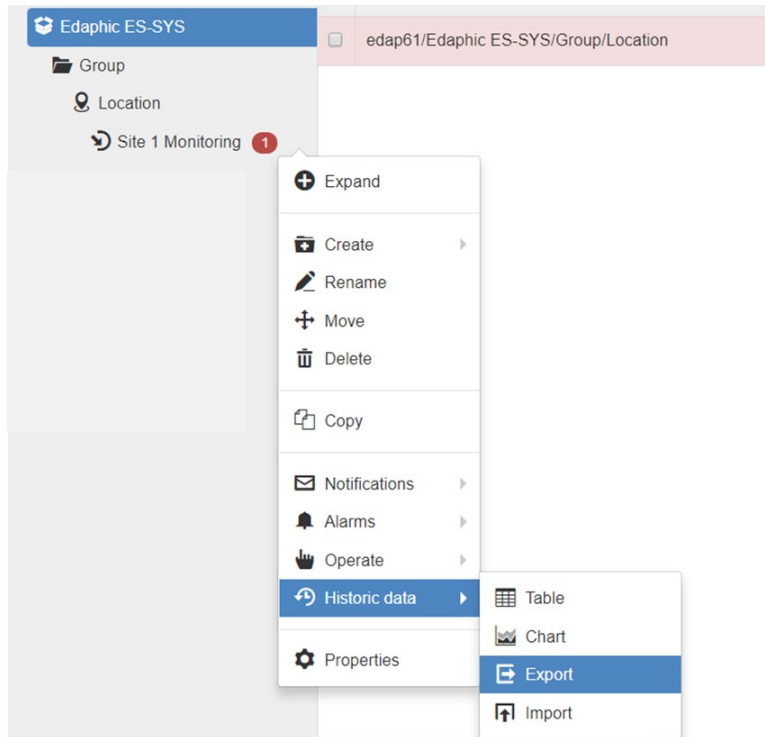 Edaphic ES-SYS
edap61/Edaphic ES-SYS/Group/Location
Group
Location
Site 1 Monitoring 1
Expand
Create
Rename
Move
Delete
Copy
Notifications
Alarms
Operate
Historic data
Table
Chart
Properties
Export
Import